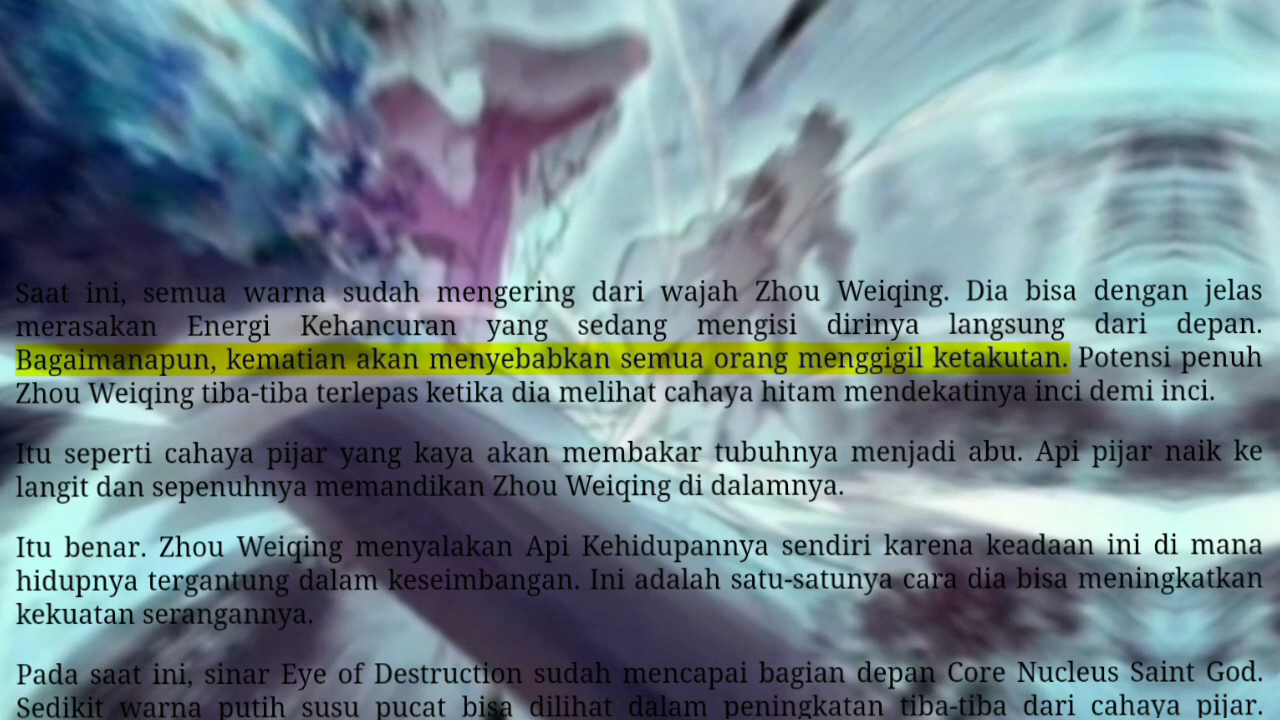 Saat ini, semua warna sudah mengering dari wajah Zhou Weiqing. Dia bisa dengan jelas
merasakan Energi Kehancuran yang sedang mengisi dirinya langsung dari depan.
Bagaimanapun, kematian akan menyebabkan semua orang menggigil ketakutan. Potensi penuh
Zhou Weiqing tiba-tiba terlepas ketika dia melihat cahaya hitam mendekatinya inci demi inci.
Itu seperti cahaya pijar yang kaya akan membakar tubuhnya menjadi abu. Api pijar naik ke
langit dan sepenuhnya memandikan Zhou Weiqing di dalamnya.
Itu benar. Zhou Weiqing menyalakan Api Kehidupannya sendiri karena keadaan ini di mana
hidupnya tergantung dalam keseimbangan. Ini adalah satu-satunya cara dia bisa meningkatkan
kekuatan serangannya.
Pada saat ini, sinar Eye of Destruction sudah mencapai bagian depan Core Nucleus Saint God.
Sedikit warna putih susu pucat bisa dilihat dalam peningkatan tiba-tiba dari cahaya pijar.